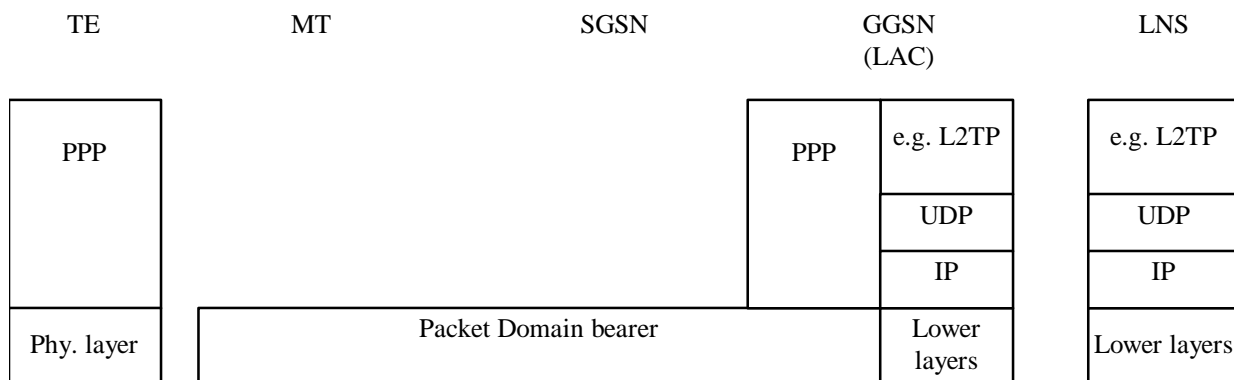 TE MT SGSN GGSN LNS
(LAC)
PPP PPP e.g. L2TP e.g. L2TP
UDP UDP
IP IP
Phy. layer Packet Domain bearer Lower layers Lower layers